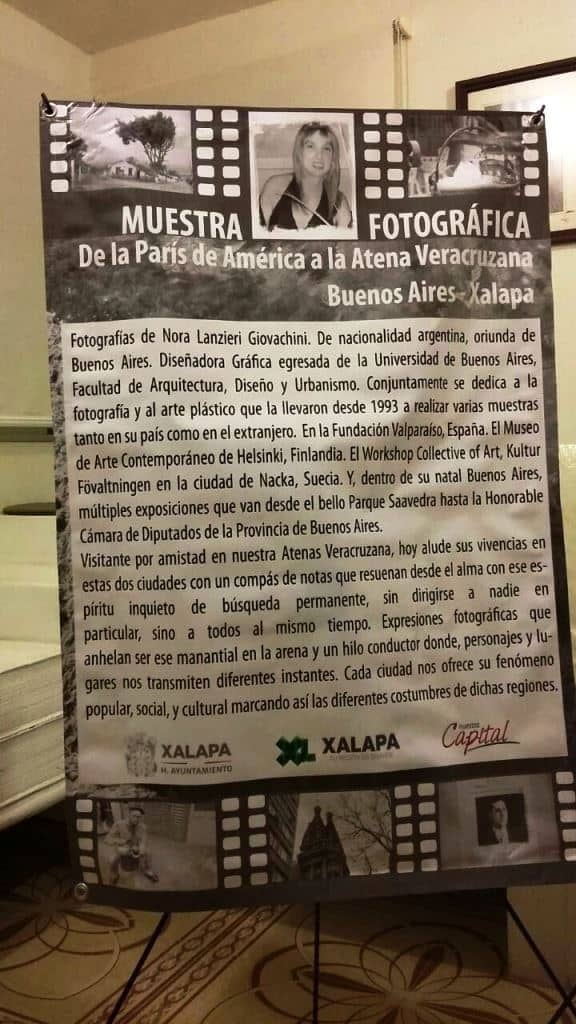 MUESTRA FOTOGRÁFICA
De la París de América a la Atena Veracruzana
Buenos Aires- Xalapa
Fotografías de Nora Lanzieri Giovachini. De nacionalidad argentina, oriunda de
Buenos Aires. Diseñadora Gráfica egresada de la Universidad de Buenos Aires,
Facultad de Arquitectura, Diseño y Urbanismo. Conjuntamente se dedica a la
fotografía y al arte plástico que la llevaron desde 1993 a realizar varias muestras
tanto en su país como en el extranjero. En la Fundación Valparaíso, España. El Museo
de Arte Contemporáneo de Helsinki, Finlandia. El Workshop Collective of Art, Kultur
Fövaltningen en la ciudad de Nacka, Suecia. Y, dentro de su natal Buenos Aires,
múltiples exposiciones que van desde el bello Parque Saavedra hasta la Honorable
Cámara de Diputados de la Provincia de Buenos Aires.
Visitante por amistad en nuestra Atenas Veracruzana, hoy alude sus vivencias en
estas dos ciudades con un compás de notas que resuenan desde el alma con ese es-
píritu inquieto de búsqueda permanente, sin dirigirse a nadie en
particular, sino a todos al mismo tiempo. Expresiones fotográficas que
anhelan ser ese manantial en la arena y un hilo conductor donde, personajes y lu-
gares nos transmiten diferentes instantes. Cada ciudad nos ofrece su fenómeno
popular, social, y cultural marcando así las diferentes costumbres de dichas regiones.
XALAPA
H. AYUNTAMIENTO
XL XALAPA
nuestra
Capital